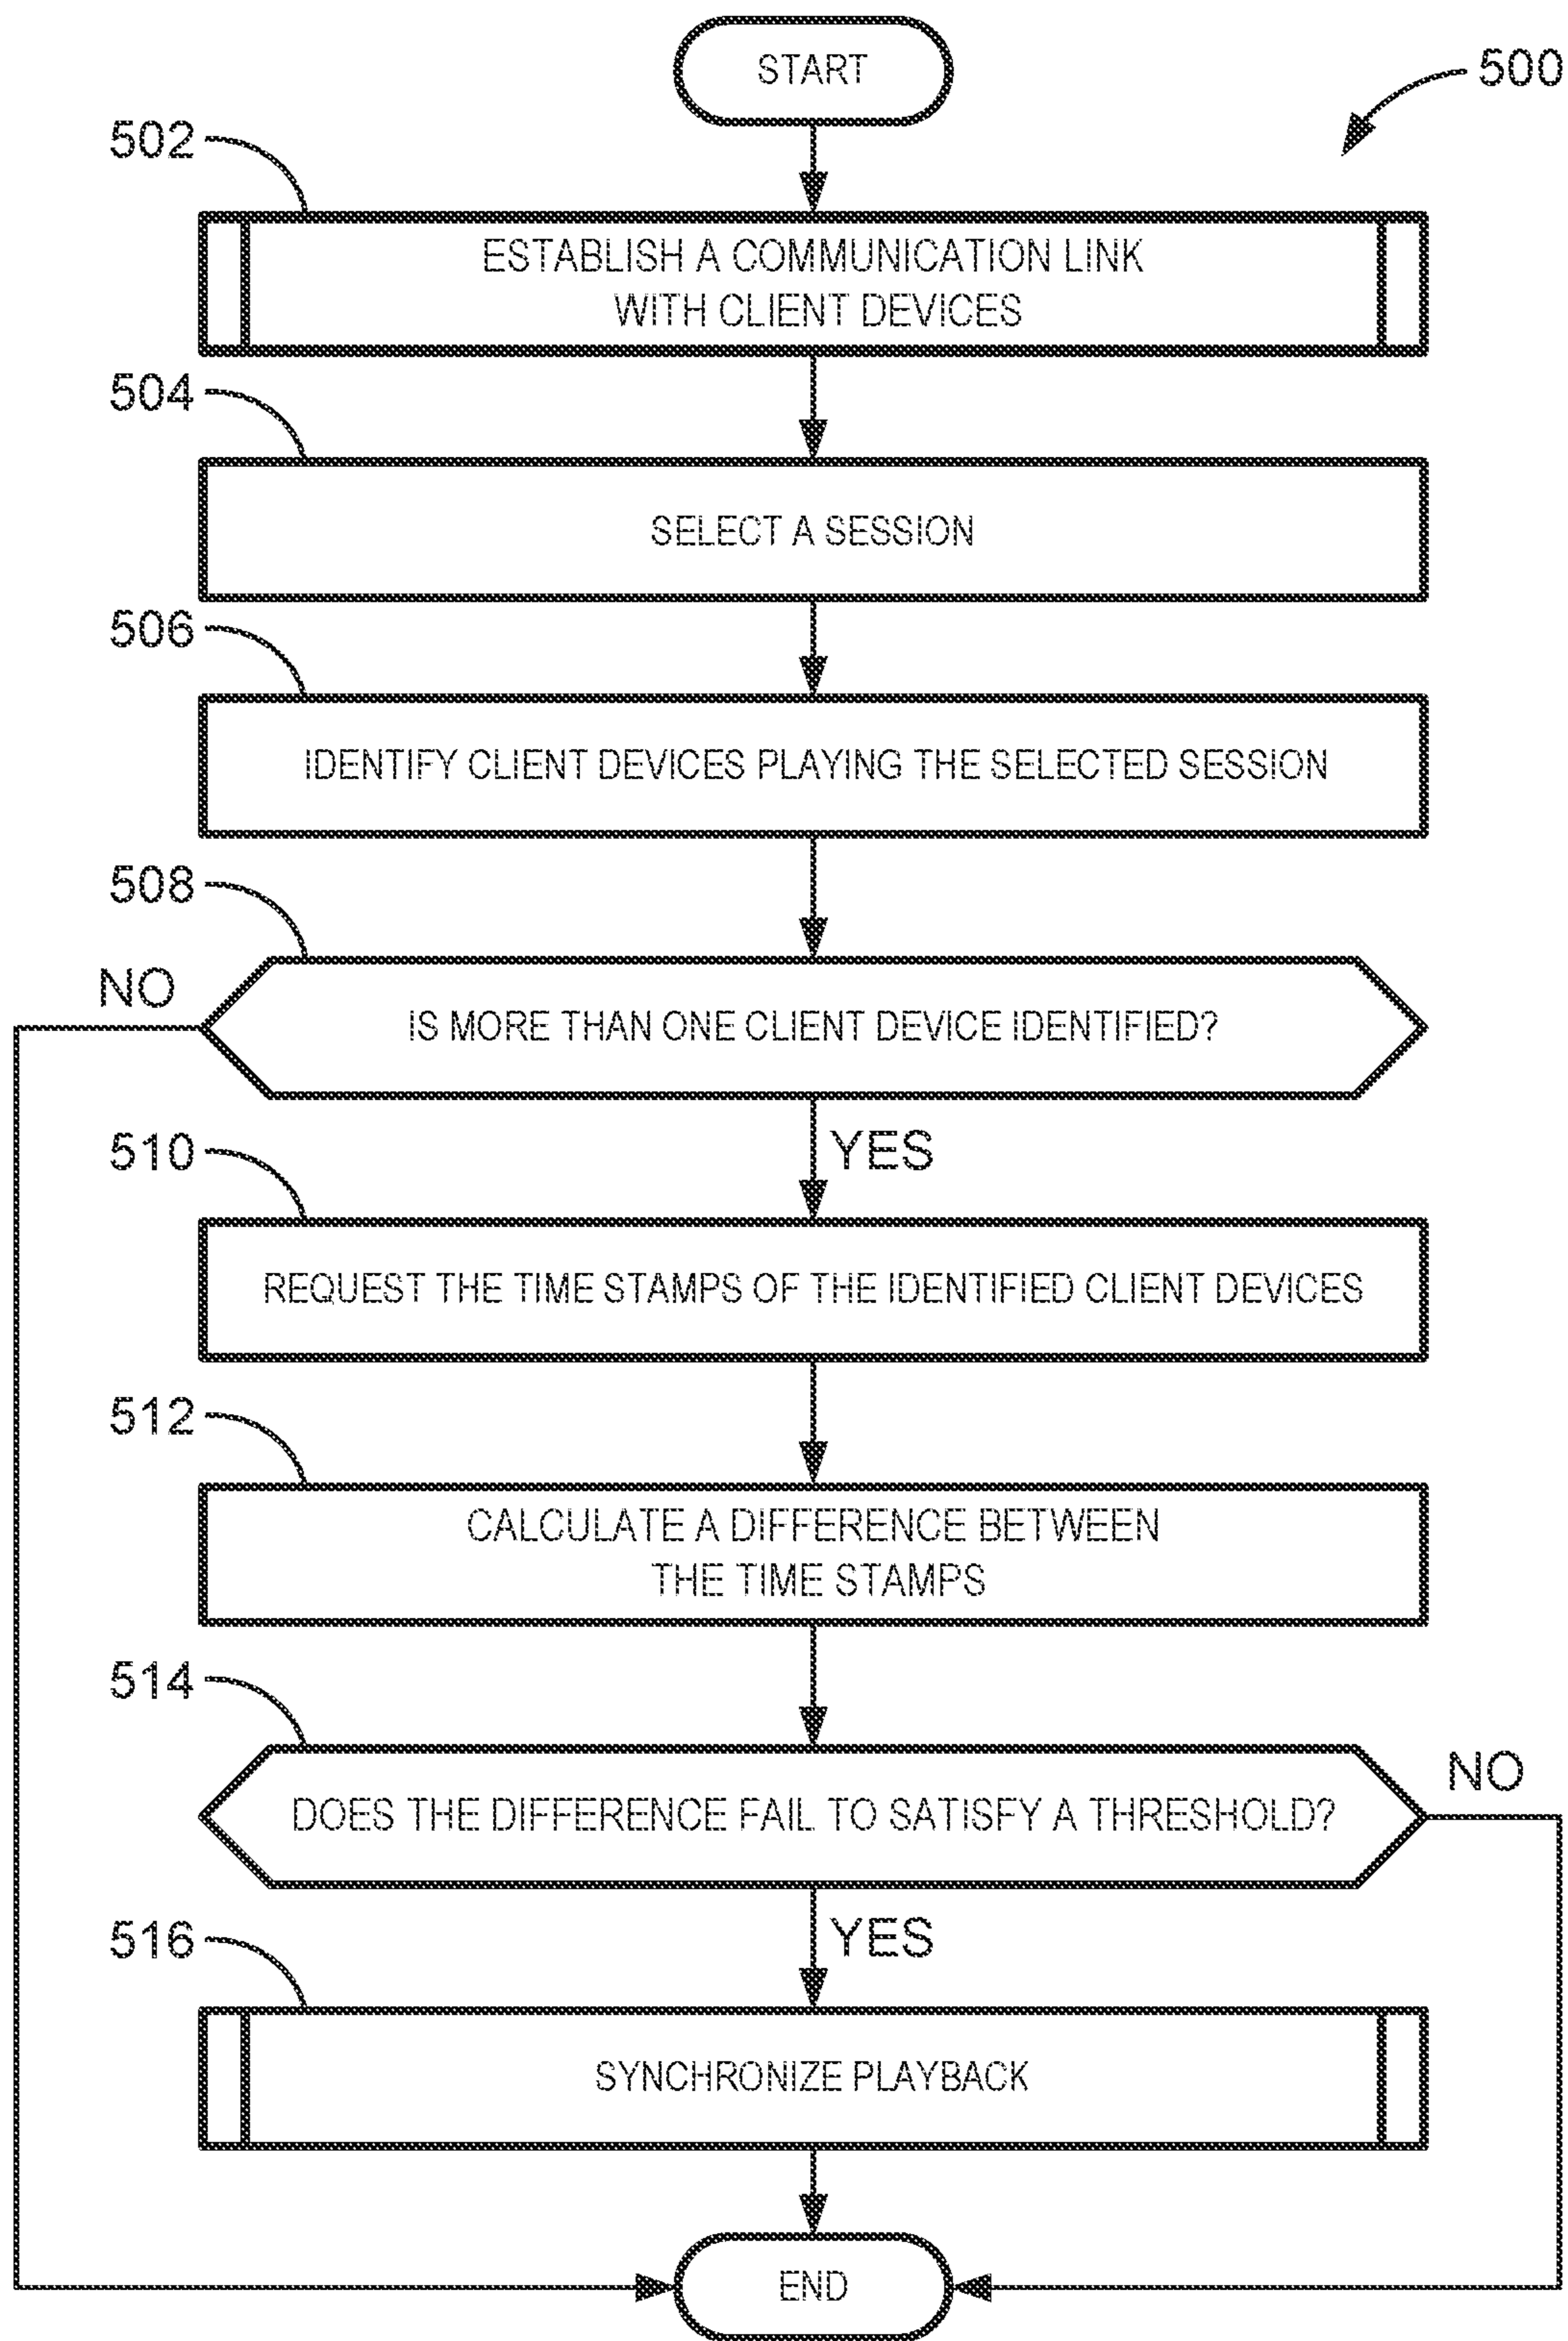 START
500
502
ESTABLISH A COMMUNICATION LINK
WITH CLIENT DEVICES
504
SELECT A SESSION
506
IDENTIFY CLIENT DEVICES PLAYING THE SELECTED SESSION
508
NO
IS MORE THAN ONE CLIENT DEVICE IDENTIFIED?
YES
510
REQUEST THE TIME STAMPS OF THE IDENTIFIED CLIENT DEVICES
512
CALCULATE A DIFFERENCE BETWEEN
THE TIME STAMPS
514
NO
DOES THE DIFFERENCE FAIL TO SATISFY A THRESHOLD?
YES
516
SYNCHRONIZE PLAYBACK
END